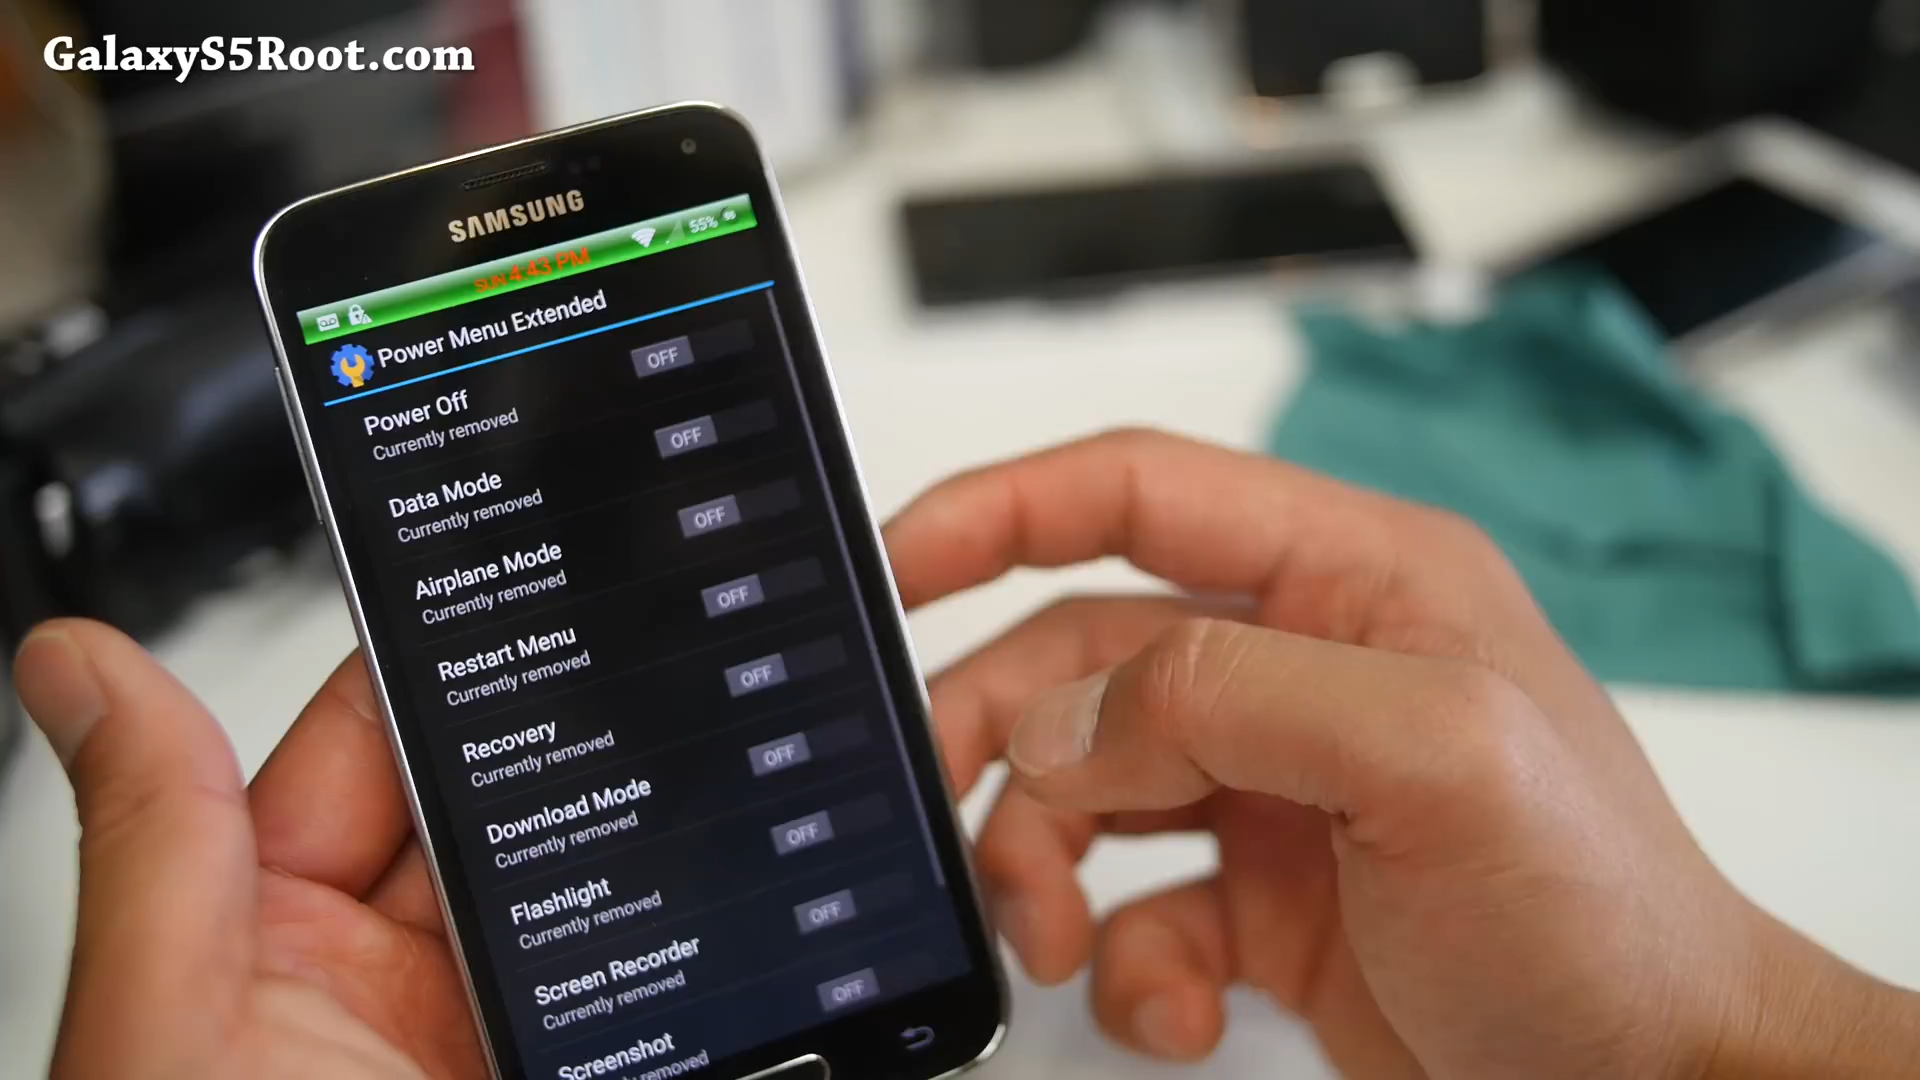 GalaxyS5Root.com
SAMSUNG
55%
SUN 4:43 PM
Power Menu Extended
Power Off
Currently removed
OFF
Data Mode
Currently removed
OFF
Airplane Mode
Currently removed
OFF
Restart Menu
Currently removed
OFF
Recovery
Currently removed
OFF
Download Mode
Currently removed
OFF
Flashlight
Currently removed
OFF
Screen Recorder
Currently removed
OFF
Screenshot
Currently removed
OFF